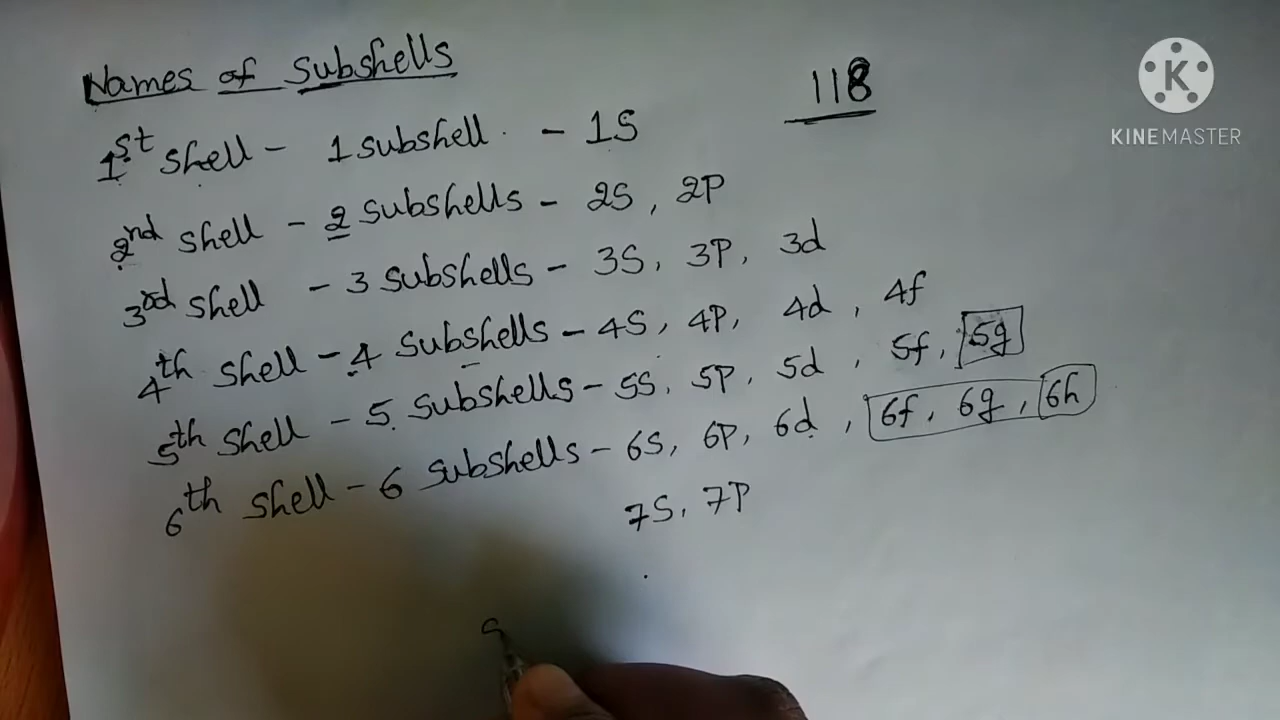 Names of Subshells
118
1st shell - 1 subshell - 1S
2nd shell - 2 subshells - 2S, 2P
3rd shell - 3 subshells - 3S, 3P, 3d
4th shell - 4 subshells - 4S, 4P, 4d, 4f
5th shell - 5 subshells - 5S, 5P, 5d, 5f, 5g
6th shell - 6 subshells - 6S, 6P, 6d, 6f, 6g, 6h
7S, 7P
K
KINEMASTER